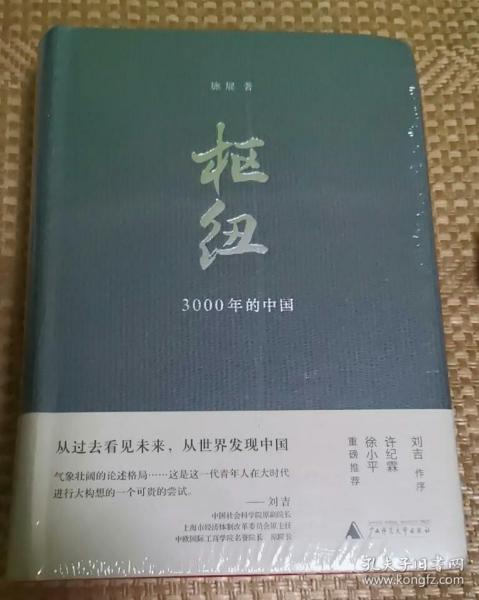 施展 著
枢纽
3000年的中国
从过去看见未来，从世界发现中国
气象壮阔的论述格局……这是这一代青年人在大时代
进行大构想的一个可贵的尝试。
——刘吉
中国社会科学院原副院长
上海市经济体制改革委员会原主任
中欧国际工商学院名誉院长 原院长
刘吉 作序
许纪霖
徐小平
重磅推荐
广西师范大学出版社
孔夫子旧书网
kongfz.com